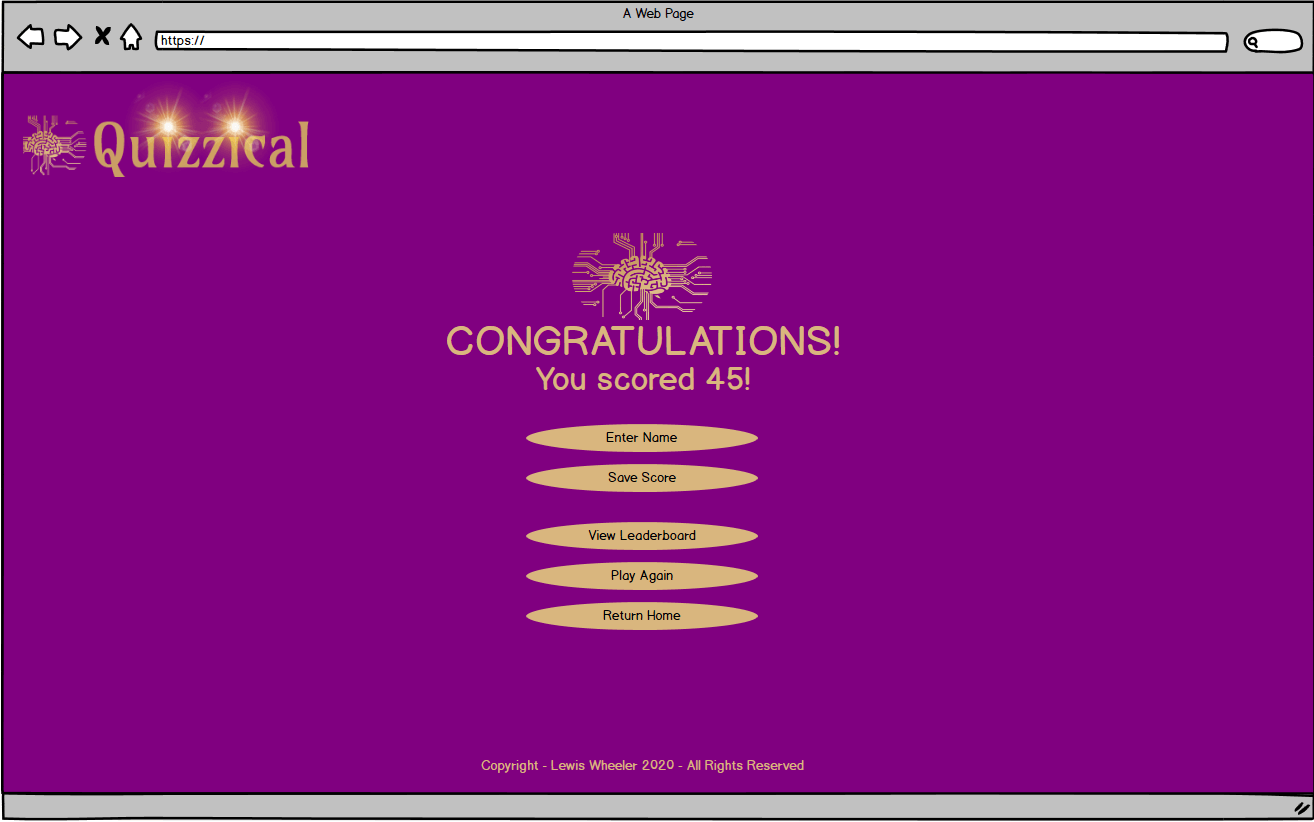 A Web Page
https://
Quizzical
CONGRATULATIONS!
You scored 45!
Enter Name
Save Score
View Leaderboard
Play Again
Return Home
Copyright - Lewis Wheeler 2020 - All Rights Reserved